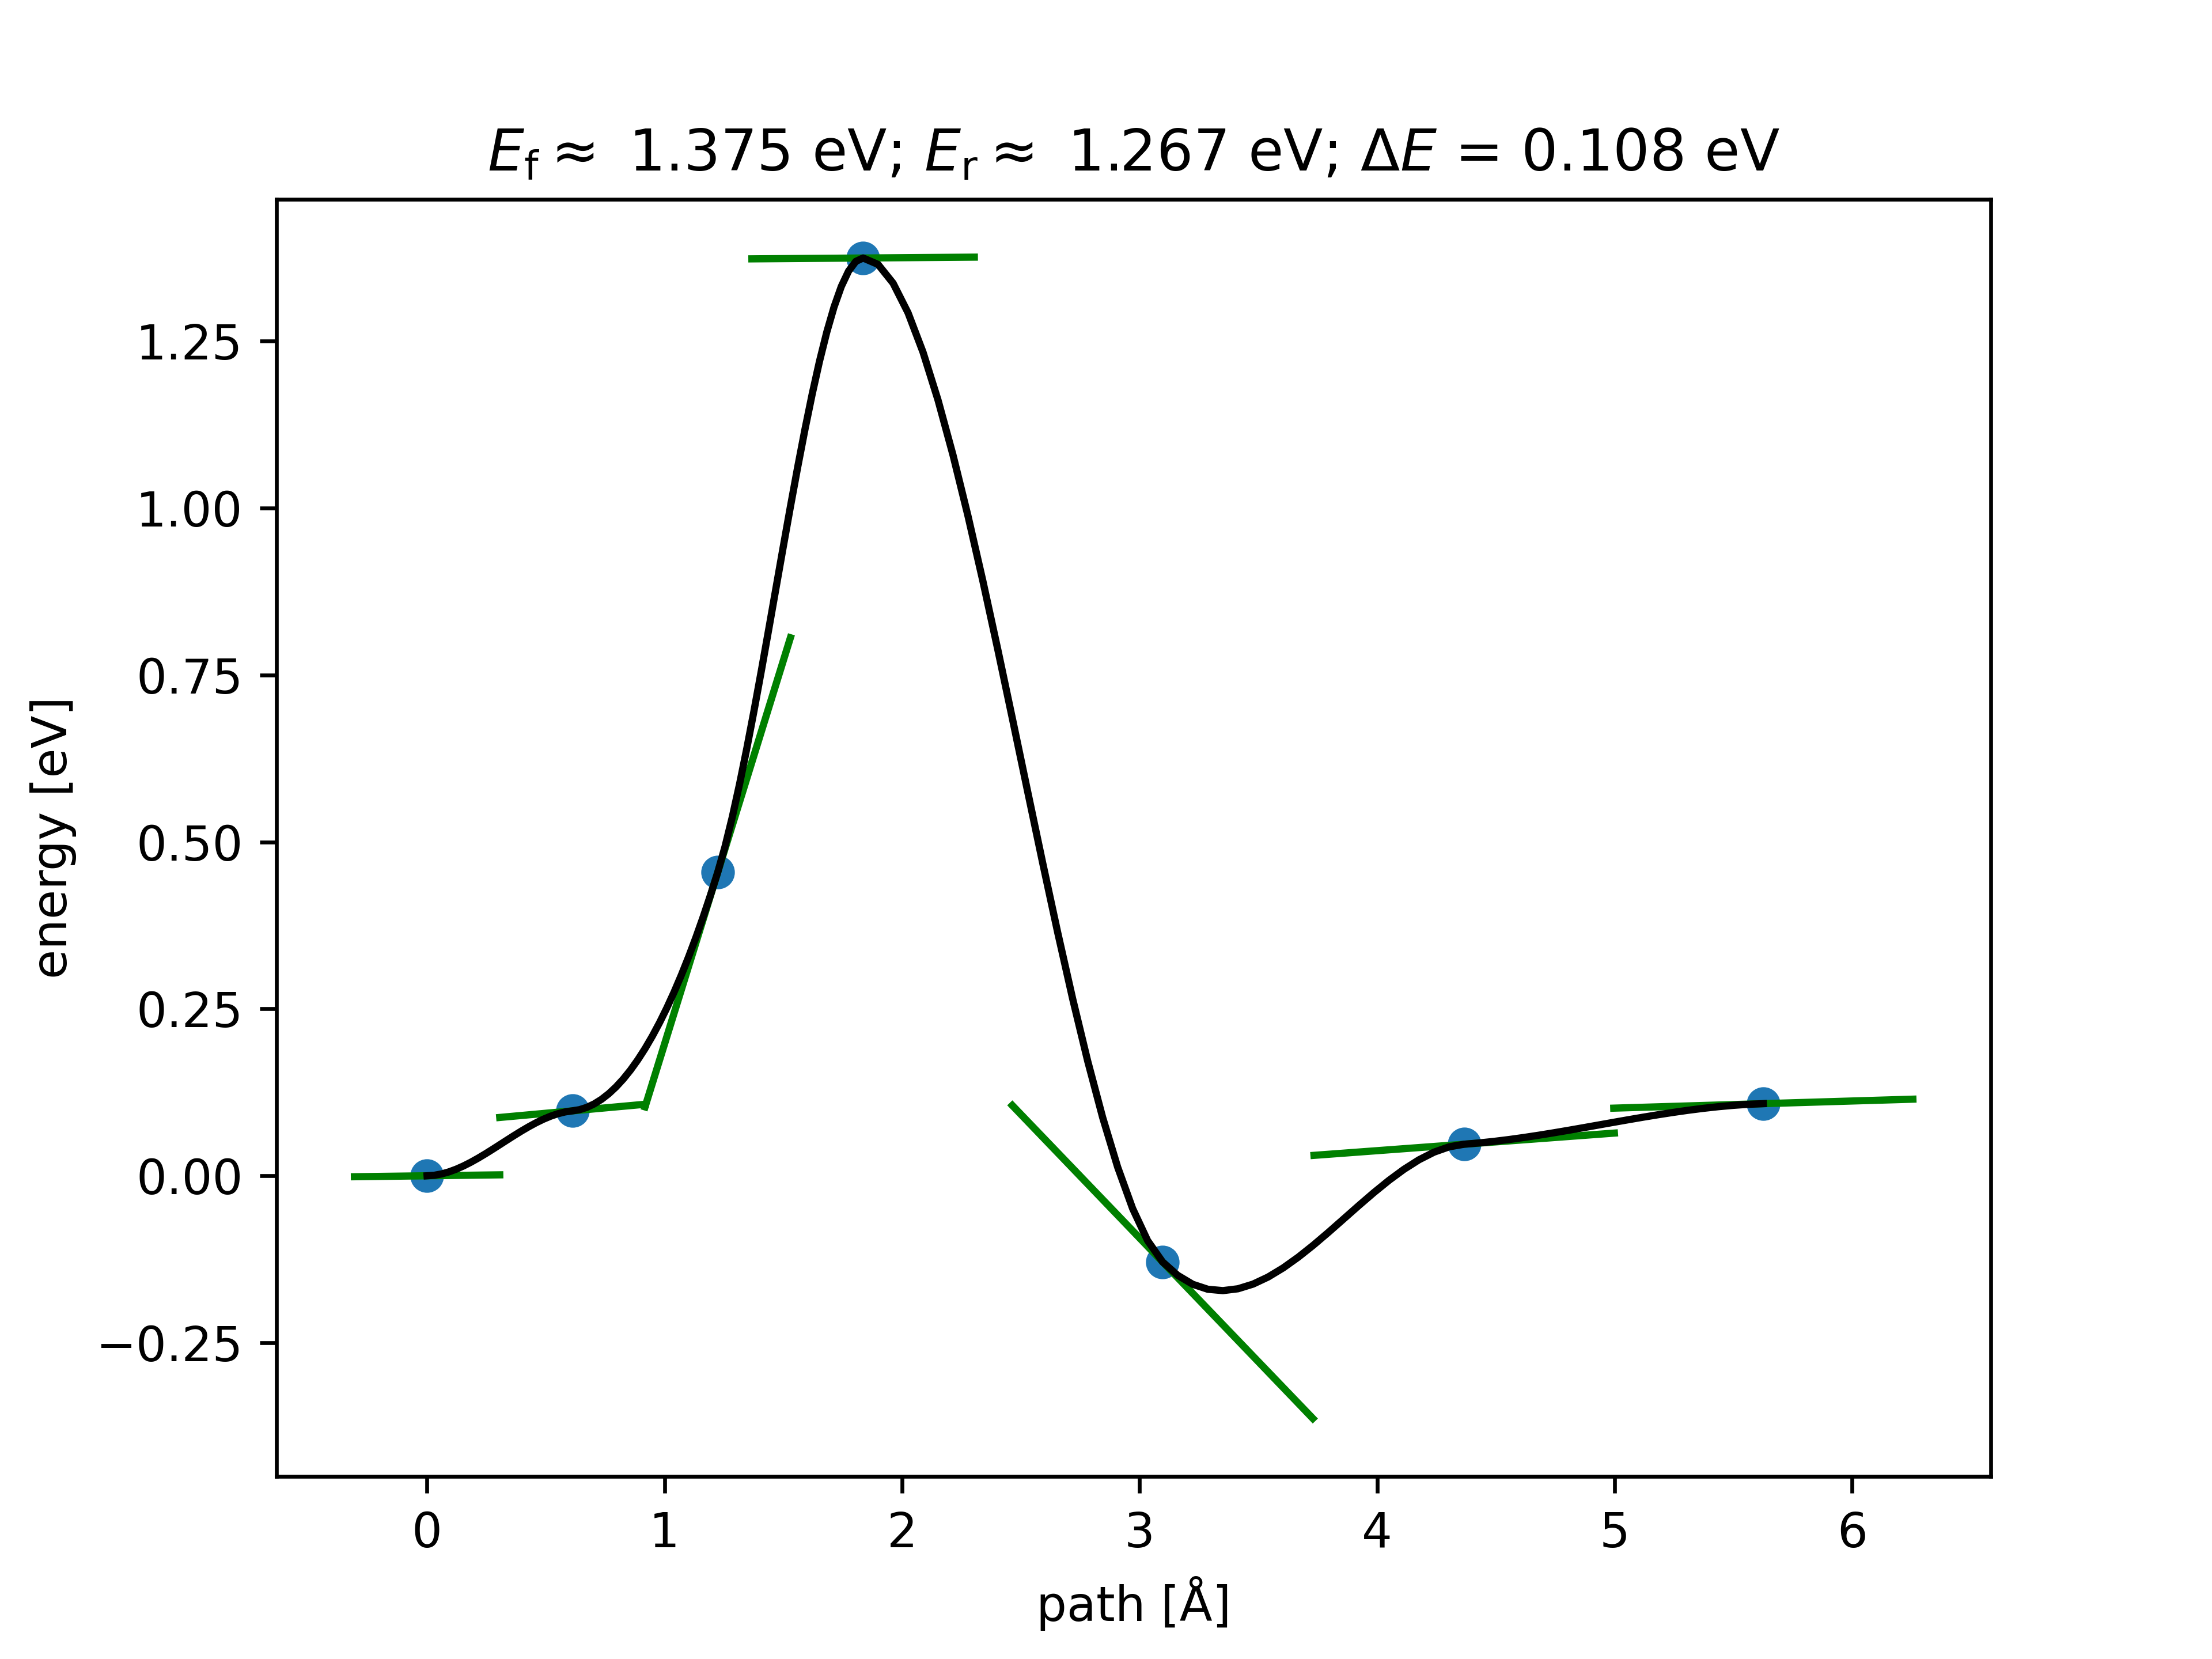 E_f ≈ 1.375 eV; E_r ≈ 1.267 eV; ΔE = 0.108 eV
energy [eV]
1.25
1.00
0.75
0.50
0.25
0.00
−0.25
0 1 2 3 4 5 6
path [Å]